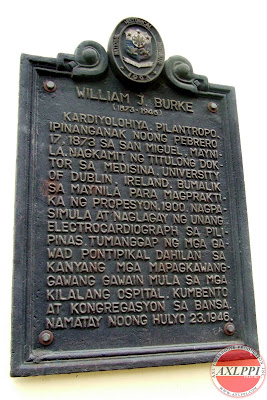 WILLIAM J. BURKE
(1873-1946)
KARDIYOLOHIYA, PILANTROPO.
IPINANGANAK NOONG PEBRERO
17, 1873 SA SAN MIGUEL, MAYNI-
LA. NAGKAMIT NG TITULONG DOK-
TOR SA MEDISINA, UNIVERSITY
OF DUBLIN, IRELAND. BUMALIK
SA MAYNILA PARA MAGPRAKTI-
KA NG PROPESYON, 1900. NAGPA-
SIMULA AT NAGLAGAY NG UNANG
ELECTROCARDIOGRAPH SA PILI-
PINAS. TUMANGGAP NG MGA GA-
WAD PONTIPIKAL DAHILAN SA
KANYANG MGA MAPAGKAWANG-
GAWANG GAWAIN MULA SA MGA
KILALANG OSPITAL, KUMBENTO
AT KONGREGASYON SA BANSA.
NAMATAY NOONG HULYO 23, 1946.
AXLPPI